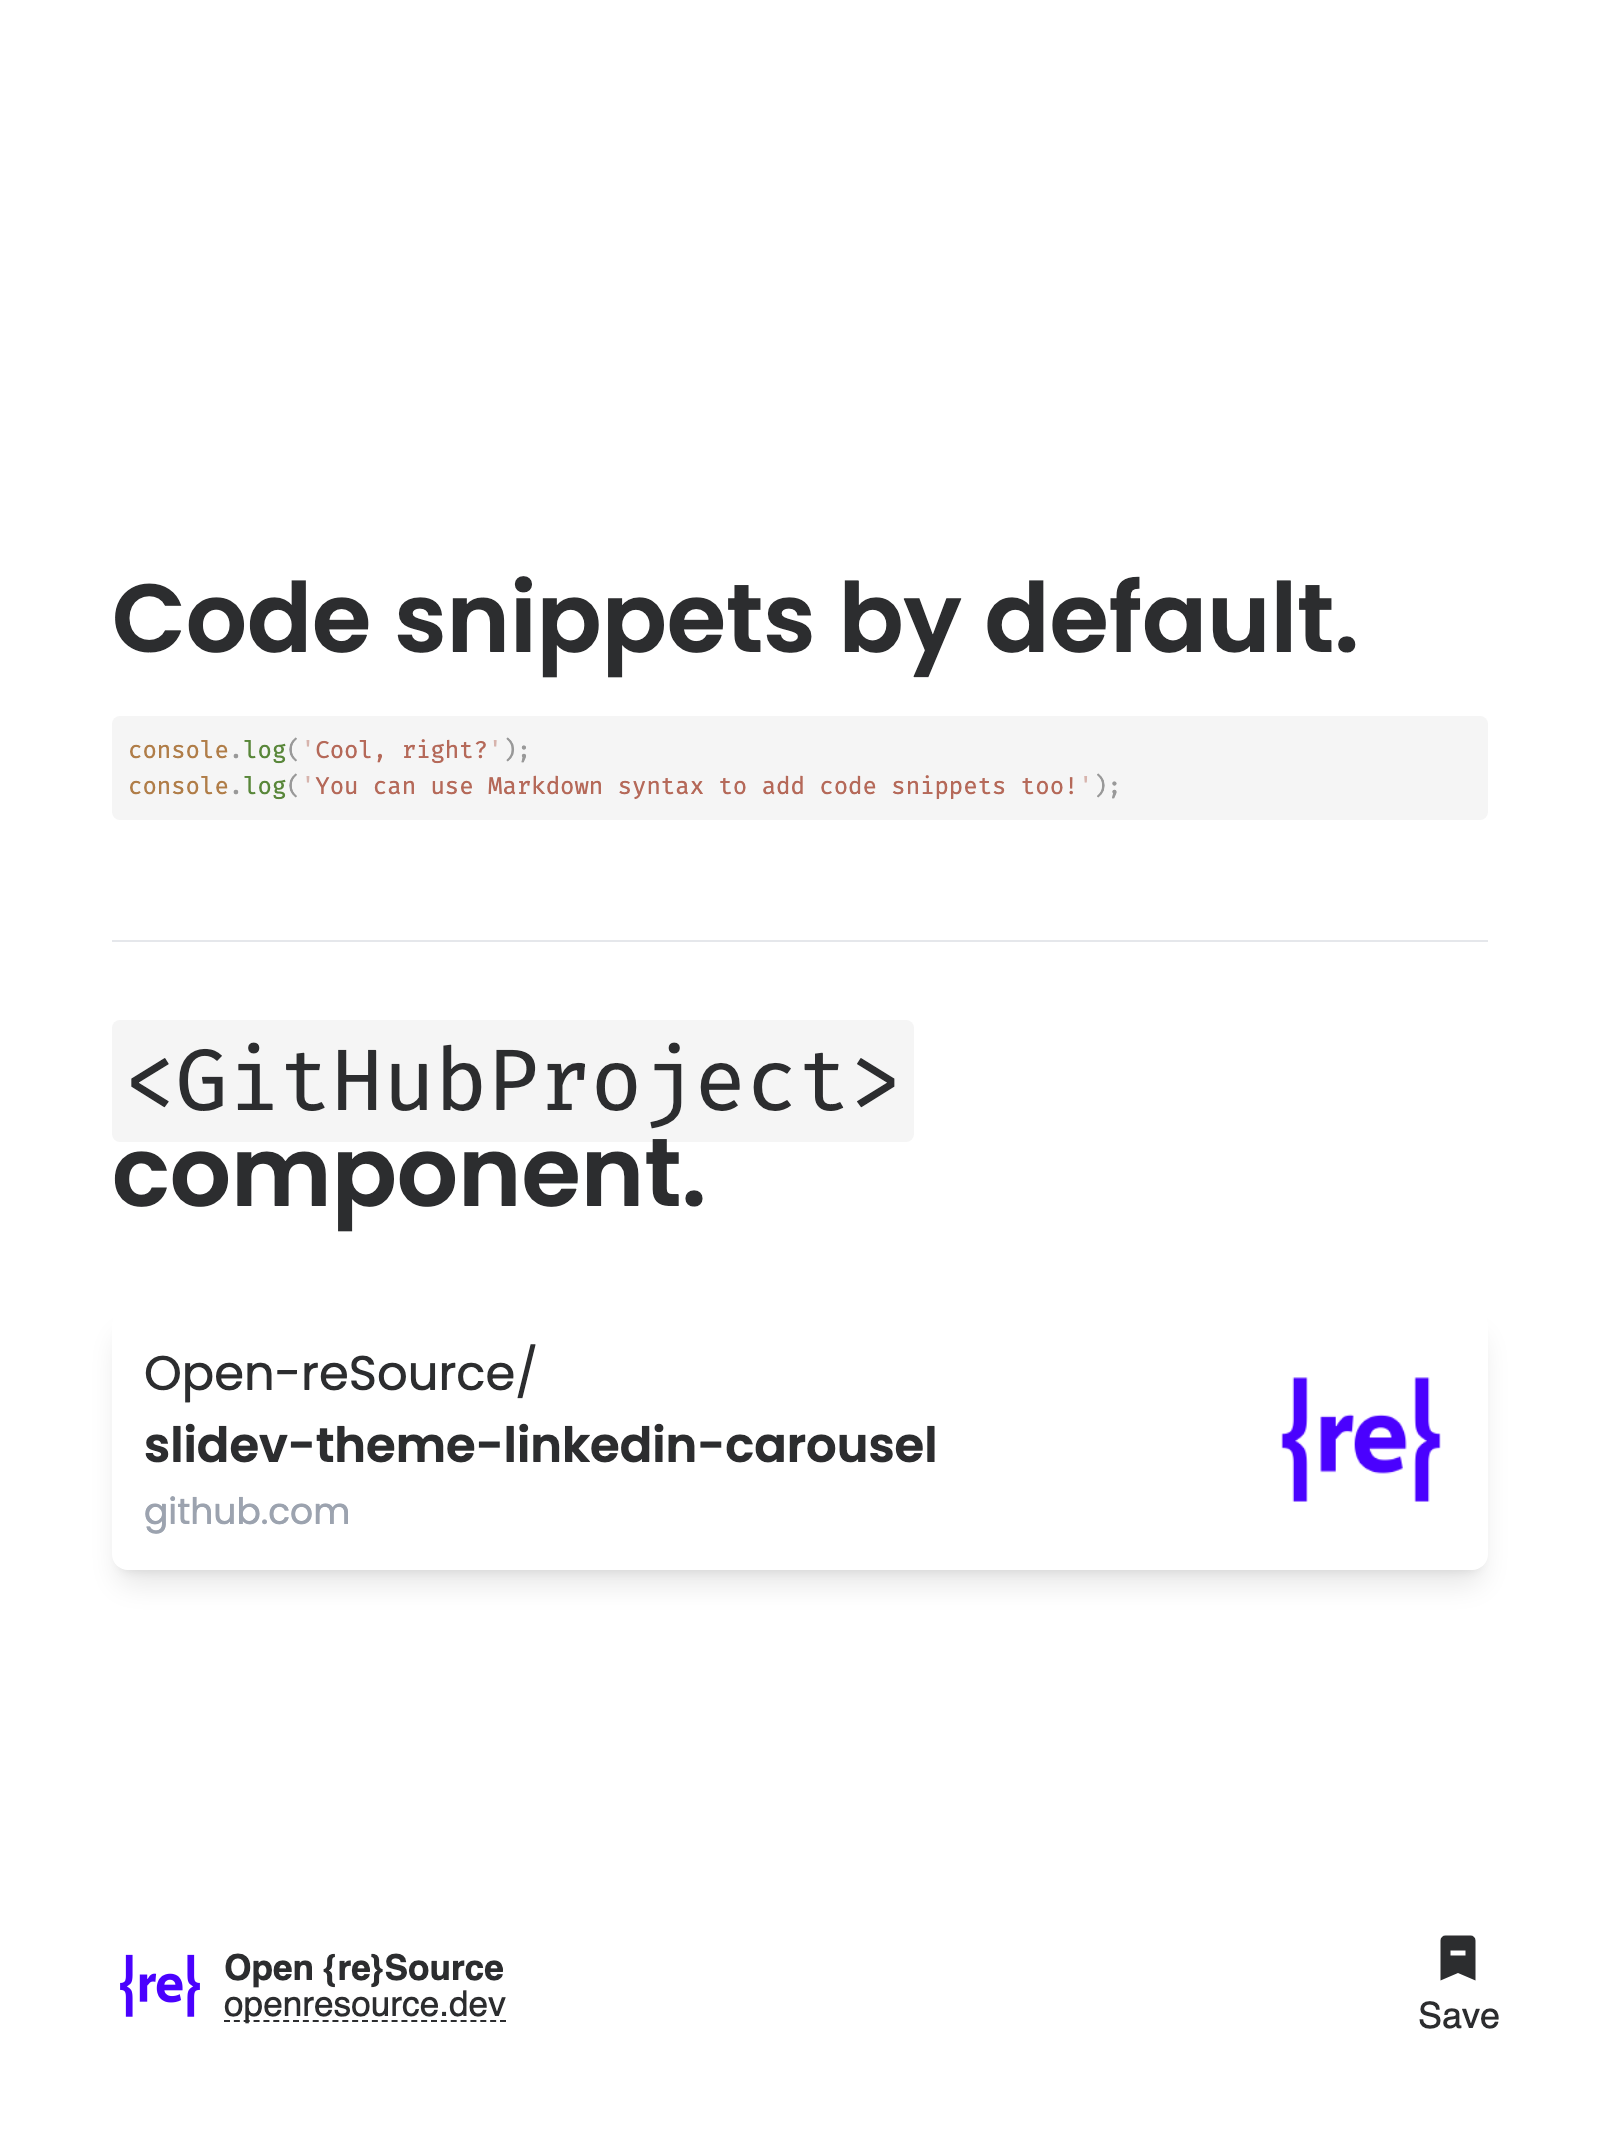 Code snippets by default.
console.log('Cool, right?');
console.log('You can use Markdown syntax to add code snippets too!');
<GitHubProject>
component.
Open-reSource/
slidev-theme-linkedin-carousel
github.com
{re}
{re}
Open {re}Source
openresource.dev
Save